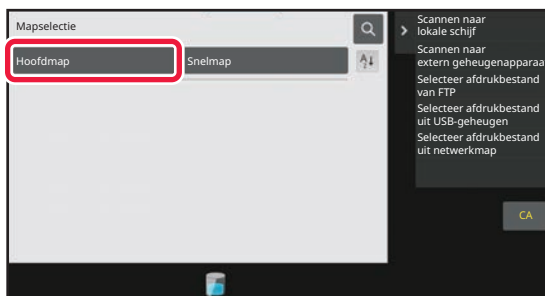 Mapselectie
Hoofdmap
Snelmap
Scannen naar
lokale schijf
Scannen naar
extern geheugenapparaa
Selecteer afdrukbestand
van FTP
Selecteer afdrukbestand
uit USB-geheugen
Selecteer afdrukbestand
uit netwerkmap
CA